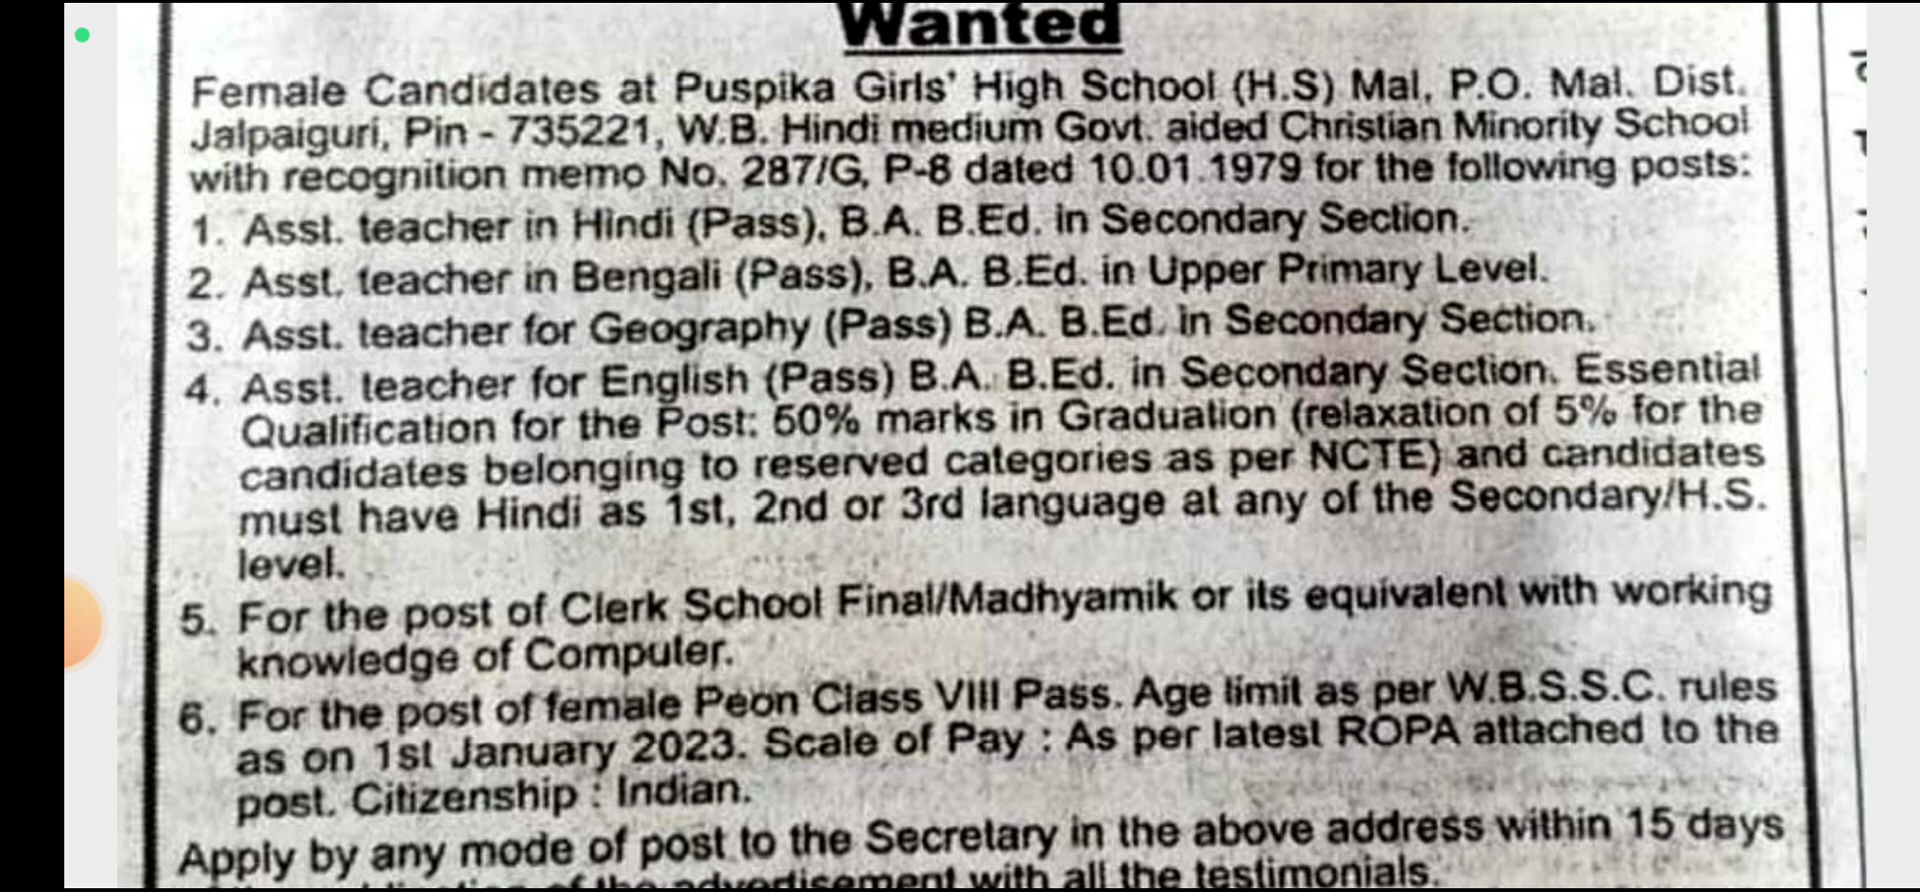 Wanted
Female Candidates at Puspika Girls' High School (H.S) Mal, P.O. Mal. Dist.
Jalpaiguri, Pin - 735221, W.B. Hindi medium Govt. aided Christian Minority School
with recognition memo No. 287/G, P-8 dated 10.01.1979 for the following posts:
1. Asst. teacher in Hindi (Pass), B.A. B.Ed. in Secondary Section.
2. Asst. teacher in Bengali (Pass), B.A. B.Ed. in Upper Primary Level.
3. Asst. teacher for Geography (Pass) B.A. B.Ed. in Secondary Section.
4. Asst. teacher for English (Pass) B.A. B.Ed. in Secondary Section. Essential
Qualification for the Post: 50% marks in Graduation (relaxation of 5% for the
candidates belonging to reserved categories as per NCTE) and candidates
must have Hindi as 1st, 2nd or 3rd language at any of the Secondary/H.S.
level.
5. For the post of Clerk School Final/Madhyamik or its equivalent with working
knowledge of Computer.
6. For the post of female Peon Class VIII Pass. Age limit as per W.B.S.S.C. rules
as on 1st January 2023. Scale of Pay : As per latest ROPA attached to the
post. Citizenship : Indian.
Apply by any mode of post to the Secretary in the above address within 15 days
of the advertisement with all the testimonials.